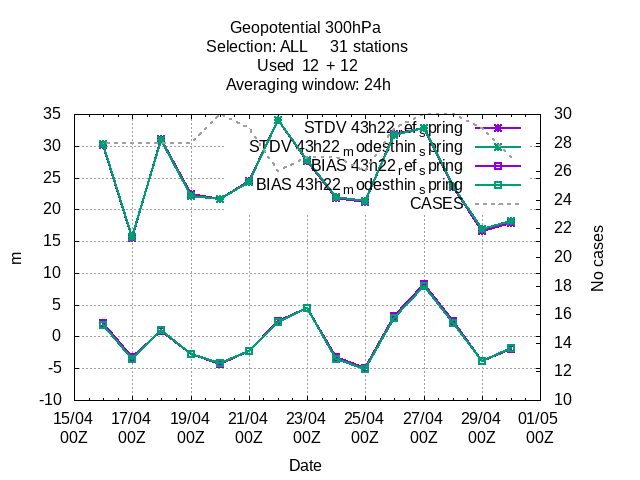 Geopotential 300hPa
Selection: ALL 31 stations
Used 12 + 12
Averaging window: 24h
STDV 43h22_ref_spring
STDV 43h22_modesthin_spring
BIAS 43h22_ref_spring
BIAS 43h22_modesthin_spring
CASES
35
30
25
20
15
10
5
0
-5
-10
m
30
28
26
24
22
20
18
16
14
12
10
No cases
15/04 17/04 19/04 21/04 23/04 25/04 27/04 29/04 01/05
00Z 00Z 00Z 00Z 00Z 00Z 00Z 00Z 00Z
Date